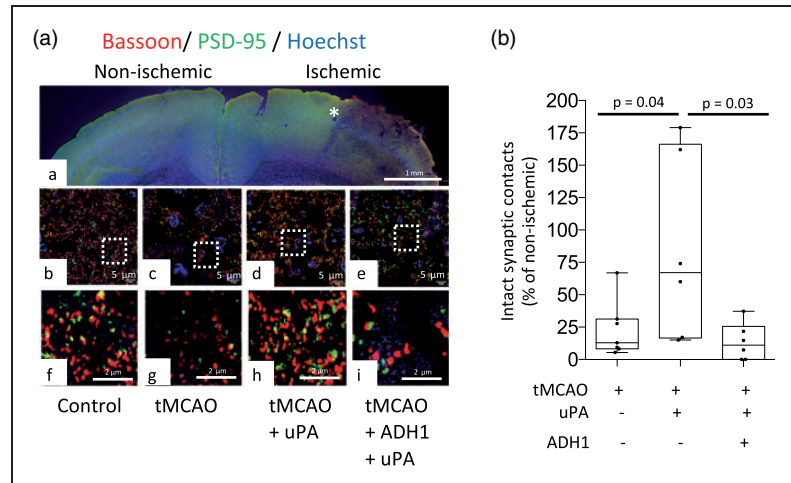 (a)
Bassoon/ PSD-95 / Hoechst
Non-ischemic Ischemic
*
a 1 mm
b 5 μm c 5 μm d 5 μm e 5 μm
f 2 μm g 2 μm h 2 μm i 2 μm
Control tMCAO tMCAO tMCAO
+ uPA + ADH1
+ uPA
(b)
p = 0.04 p = 0.03
Intact synaptic contacts
(% of non-ischemic)
200
175
150
125
100
75
50
25
0
tMCAO + + +
uPA - + +
ADH1 - - +